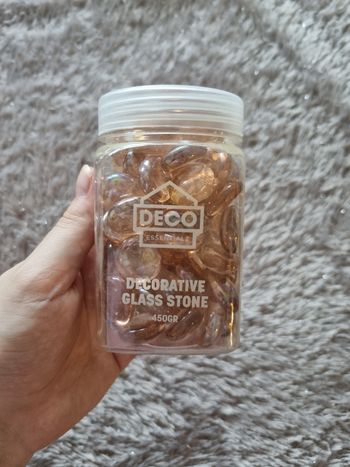 DECO
ESSENTIALS
DECORATIVE
GLASS STONE
450GR